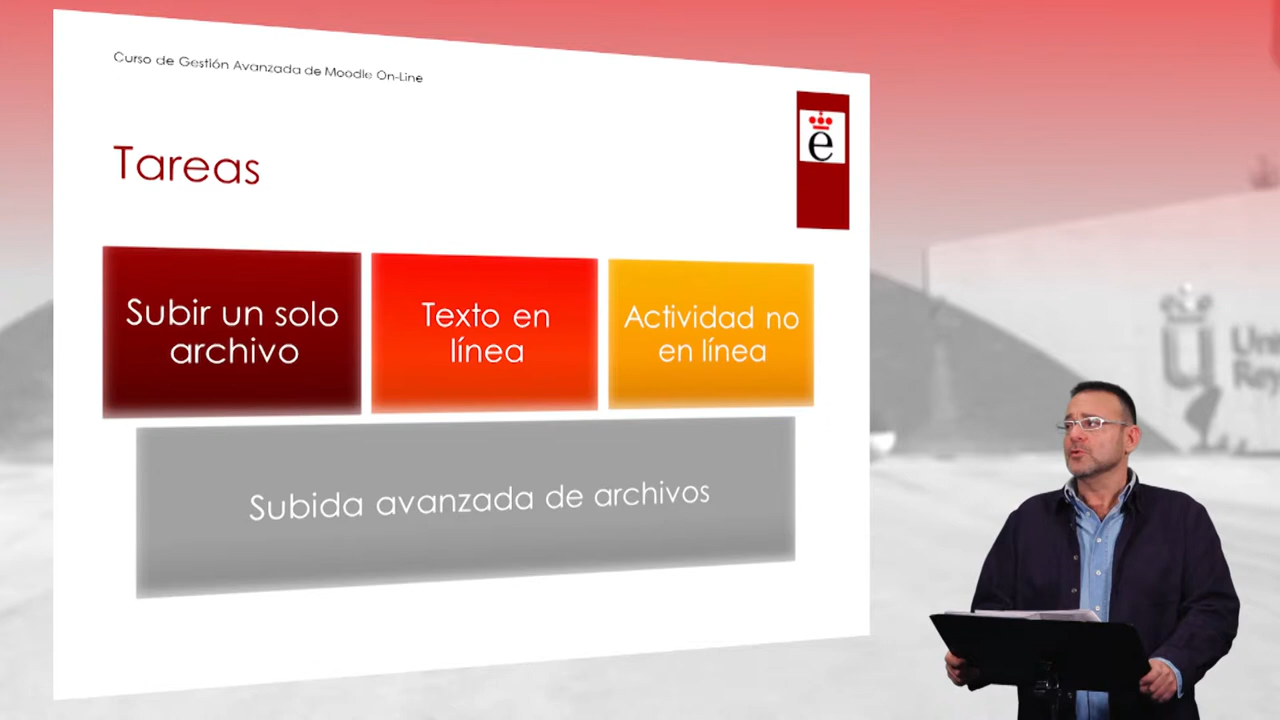 Curso de Gestión Avanzada de Moodle On-Line
e
Tareas
Subir un solo
archivo
Texto en
línea
Actividad no
en línea
Subida avanzada de archivos